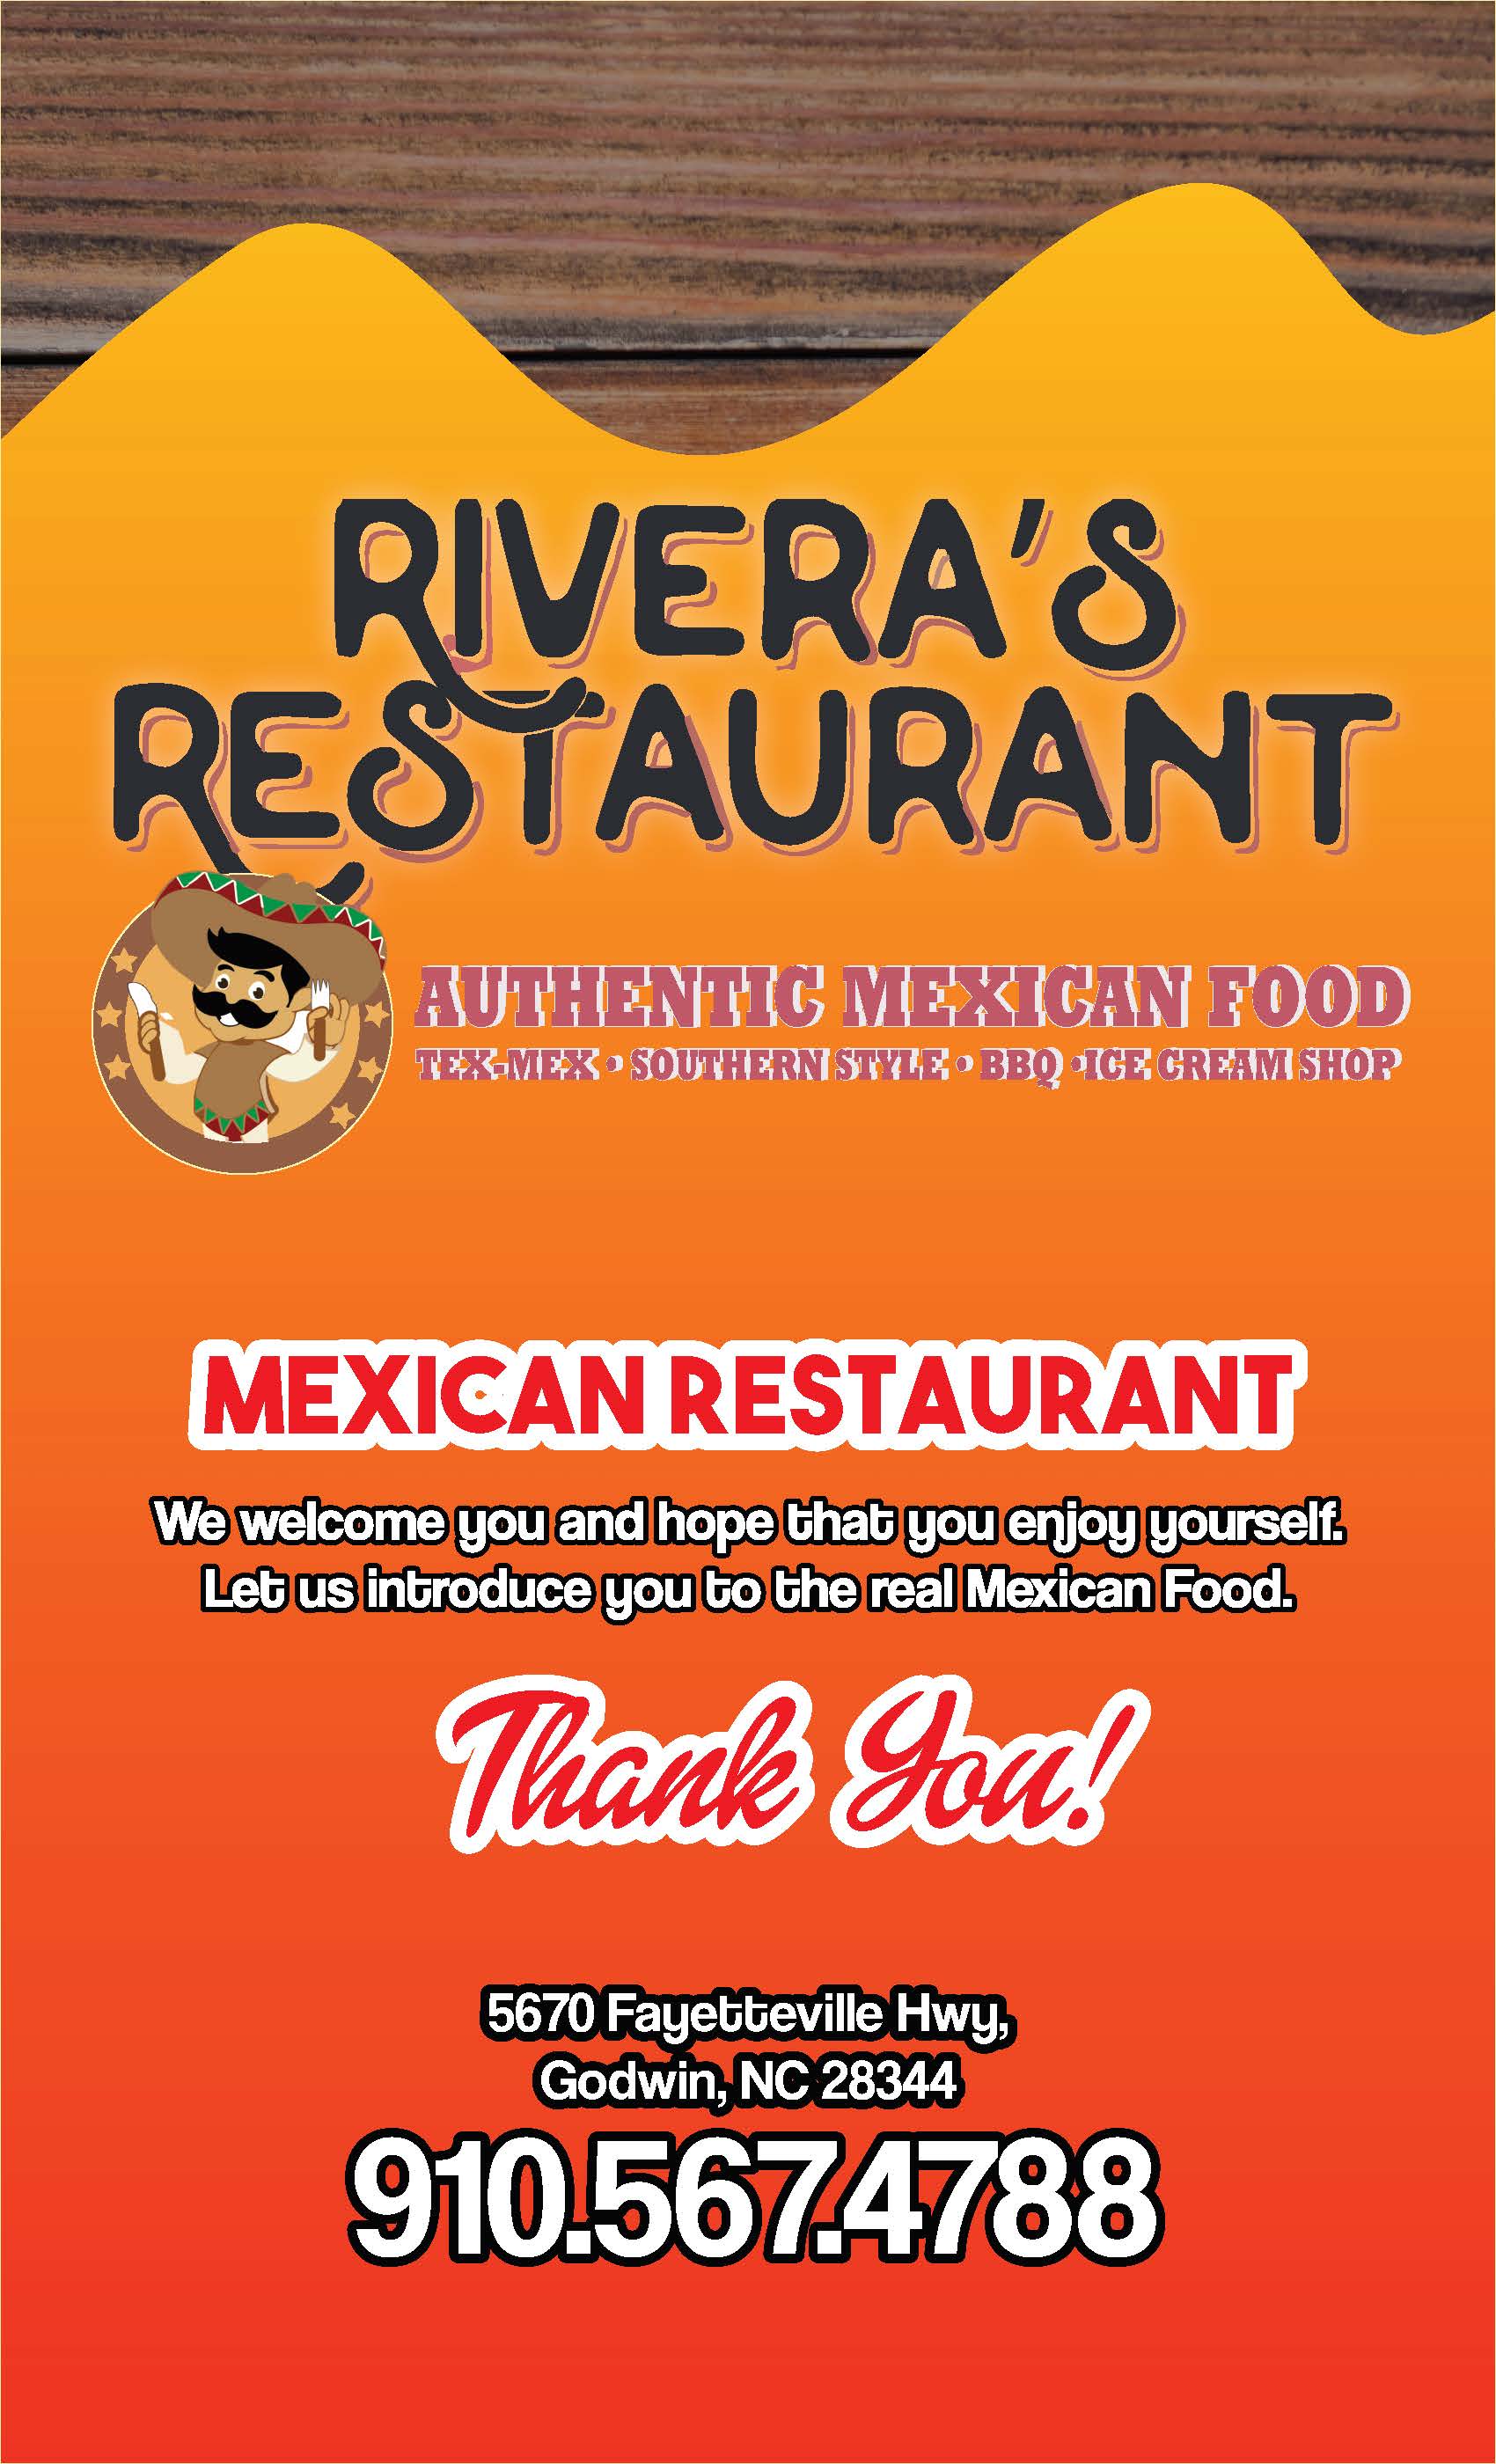 RIVERA'S
RESTAURANT
AUTHENTIC MEXICAN FOOD
TEX-MEX • SOUTHERN STYLE • BBQ •ICE CREAM SHOP
MEXICAN RESTAURANT
We welcome you and hope that you enjoy yourself.
Let us introduce you to the real Mexican Food.
Thank You!
5670 Fayetteville Hwy,
Godwin, NC 28344
910.567.4788